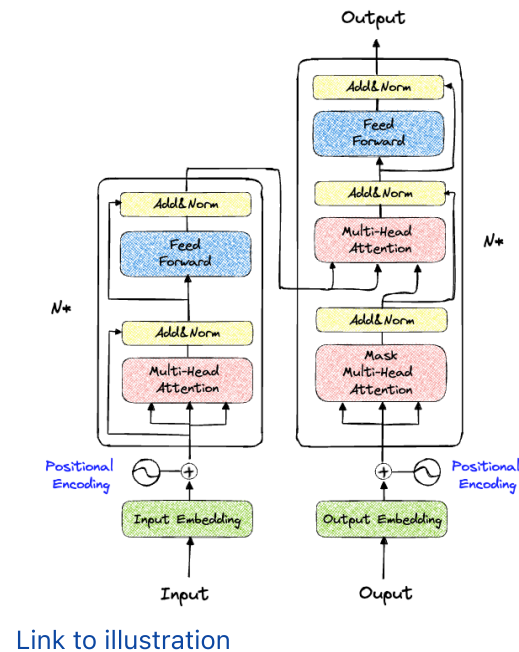 Output
Add&Norm
Feed
Forward
Add&Norm
Multi-Head
Attention
N*
Add&Norm
Mask
Multi-Head
Attention
Add&Norm
Feed
Forward
N*
Add&Norm
Multi-Head
Attention
Positional
Encoding
Positional
Encoding
Input Embedding
Output Embedding
Input
Ouput
Link to illustration